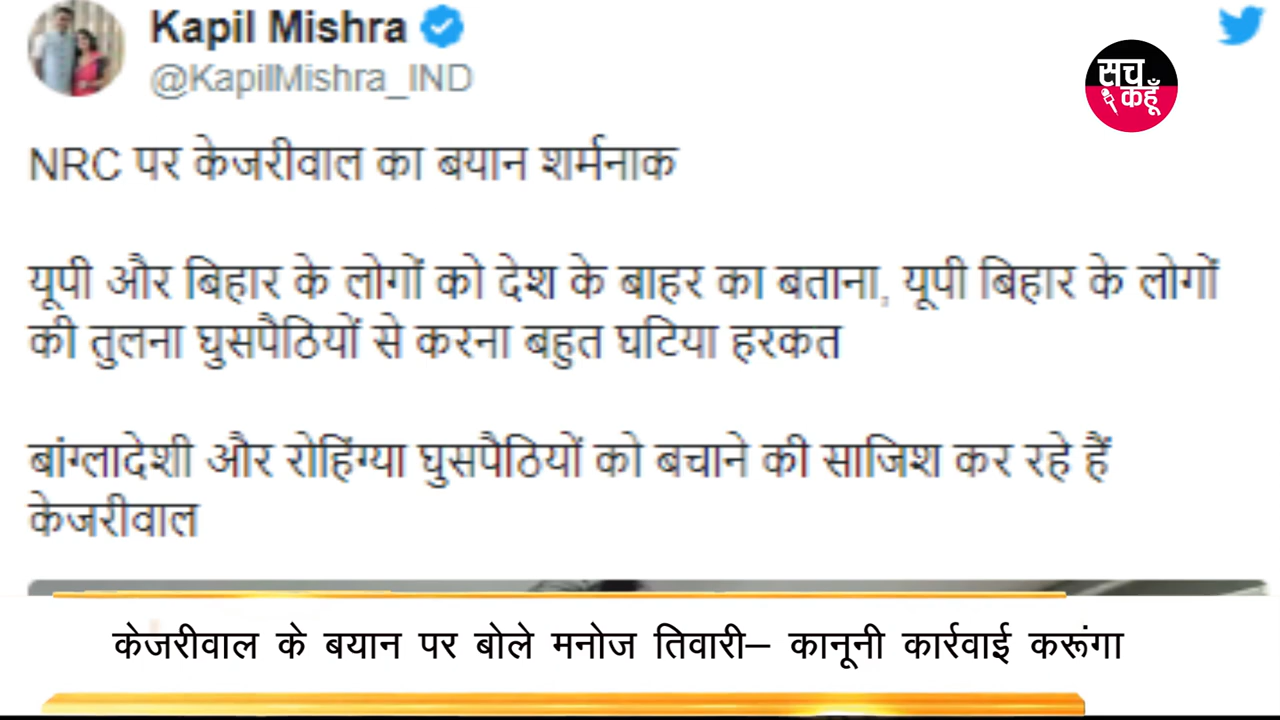 Kapil Mishra
@KapilMishra_IND
सच
कहूँ
NRC पर केजरीवाल का बयान शर्मनाक
यूपी और बिहार के लोगों को देश के बाहर का बताना, यूपी बिहार के लोगों
की तुलना घुसपैठियों से करना बहुत घटिया हरकत
बांग्लादेशी और रोहिंग्या घुसपैठियों को बचाने की साजिश कर रहे हैं
केजरीवाल
केजरीवाल के बयान पर बोले मनोज तिवारी– कानूनी कार्रवाई करूंगा